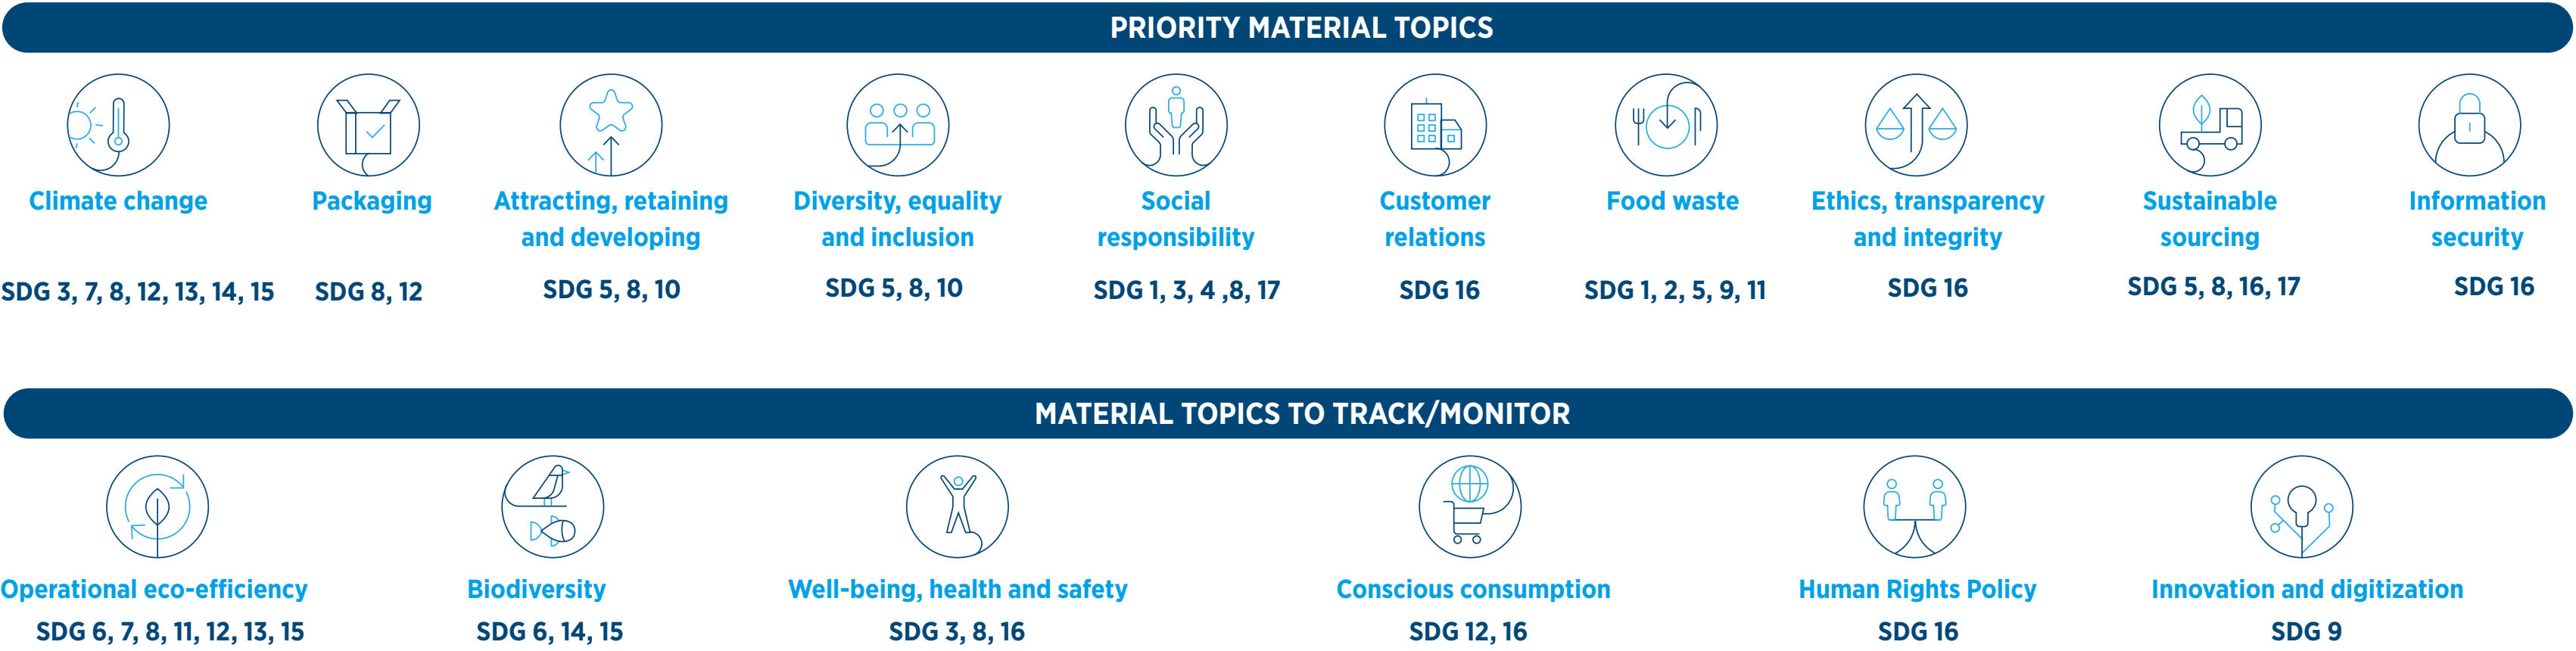 PRIORITY MATERIAL TOPICS
Climate change
SDG 3, 7, 8, 12, 13, 14, 15
Packaging
SDG 8, 12
Attracting, retaining
and developing
SDG 5, 8, 10
Diversity, equality
and inclusion
SDG 5, 8, 10
Social
responsibility
SDG 1, 3, 4 ,8, 17
Customer
relations
SDG 16
Food waste
SDG 1, 2, 5, 9, 11
Ethics, transparency
and integrity
SDG 16
Sustainable
sourcing
SDG 5, 8, 16, 17
Information
security
SDG 16
MATERIAL TOPICS TO TRACK/MONITOR
Operational eco-efficiency
SDG 6, 7, 8, 11, 12, 13, 15
Biodiversity
SDG 6, 14, 15
Well-being, health and safety
SDG 3, 8, 16
Conscious consumption
SDG 12, 16
Human Rights Policy
SDG 16
Innovation and digitization
SDG 9